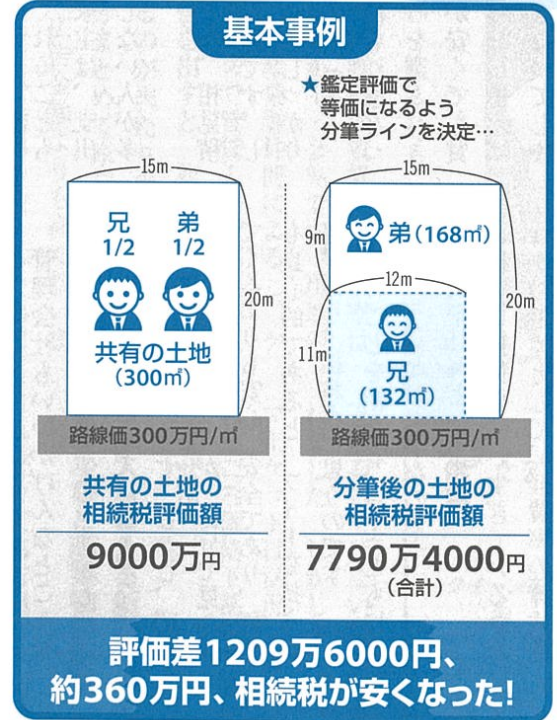 基本事例
★鑑定評価で
等価になるよう
分筆ラインを決定…
15m
兄
1/2
弟
1/2
20m
共有の土地
(300㎡)
路線価300万円/㎡
共有の土地の
相続税評価額
9000万円
15m
9m
弟(168㎡)
12m
20m
11m
兄
(132㎡)
路線価300万円/㎡
分筆後の土地の
相続税評価額
7790万4000円
(合計)
評価差1209万6000円、
約360万円、相続税が安くなった!